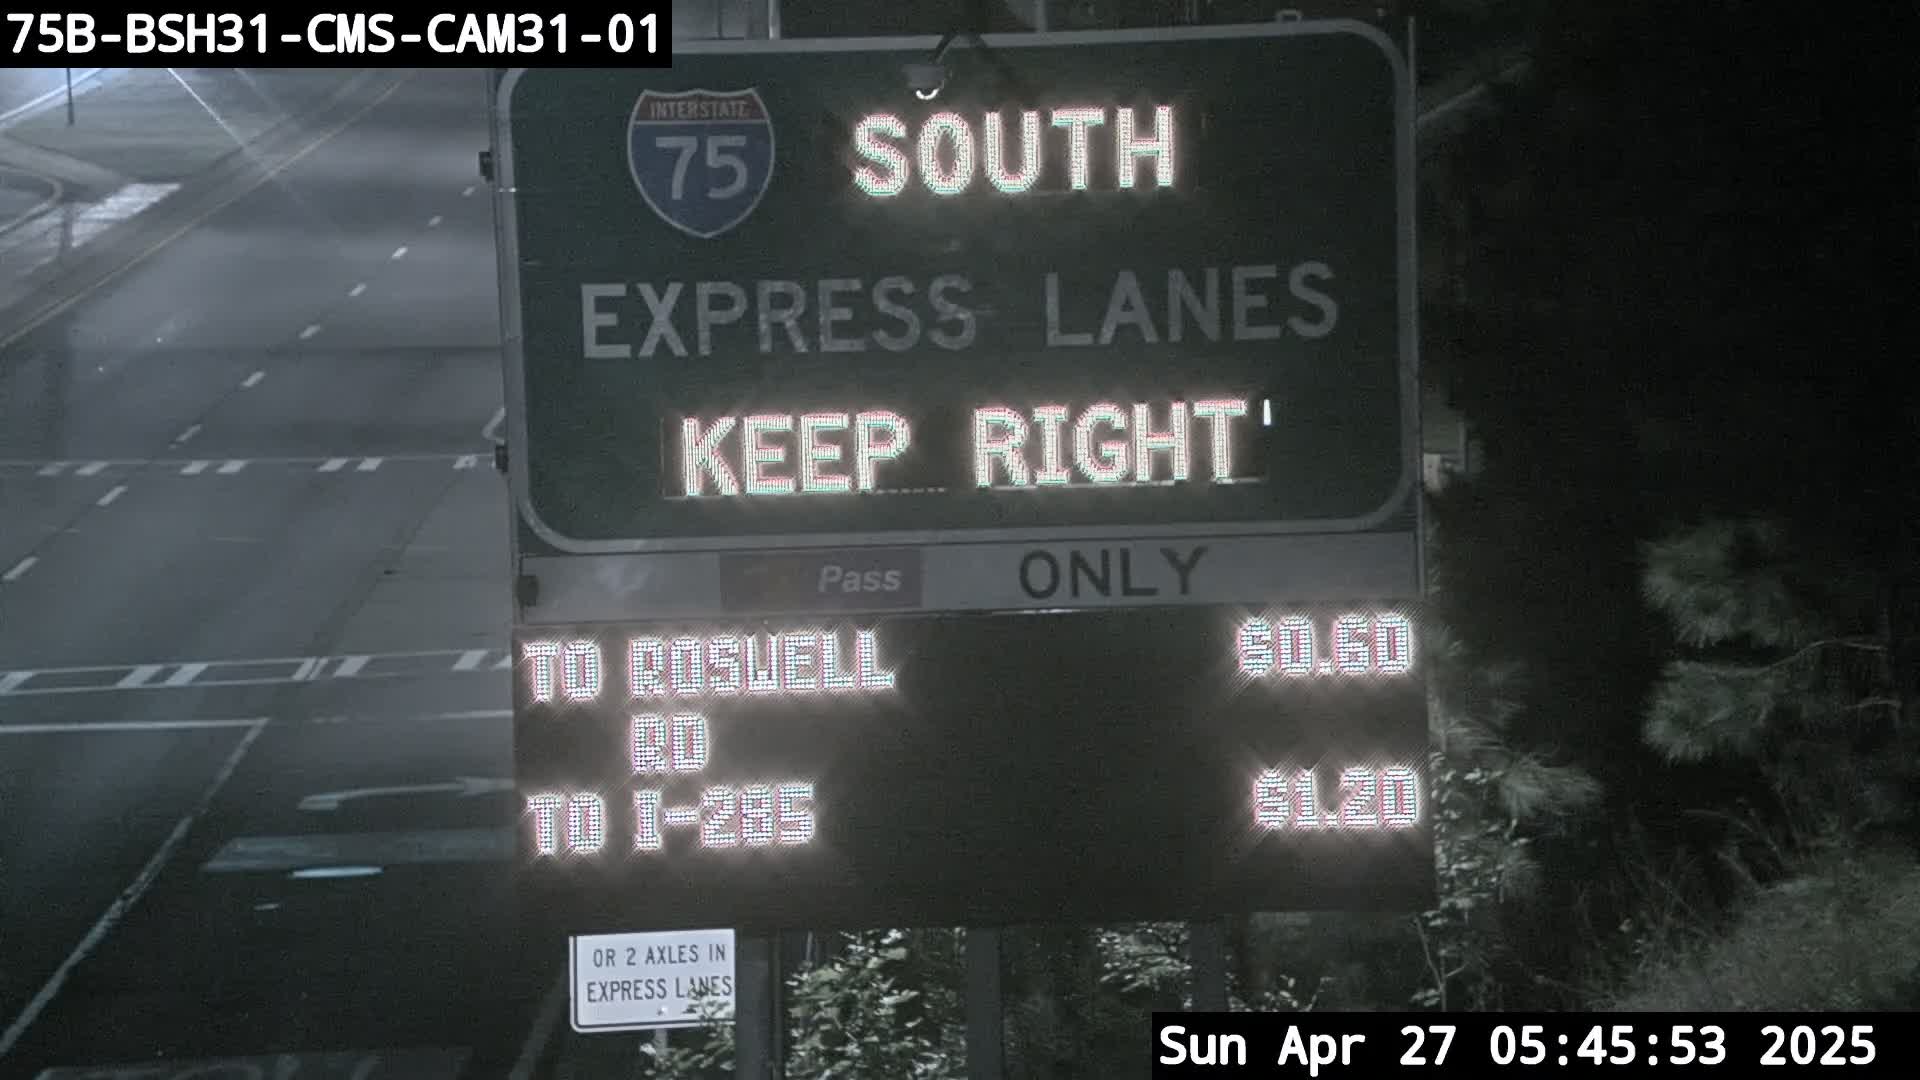 75B-BSH31-CMS-CAM31-01
INTERSTATE
75
SOUTH
EXPRESS LANES
KEEP RIGHT
Pass ONLY
TO ROSWELL $0.60
RD
TO I-285 $1.20
OR 2 AXLES IN
EXPRESS LANES
Sun Apr 27 05:45:53 2025